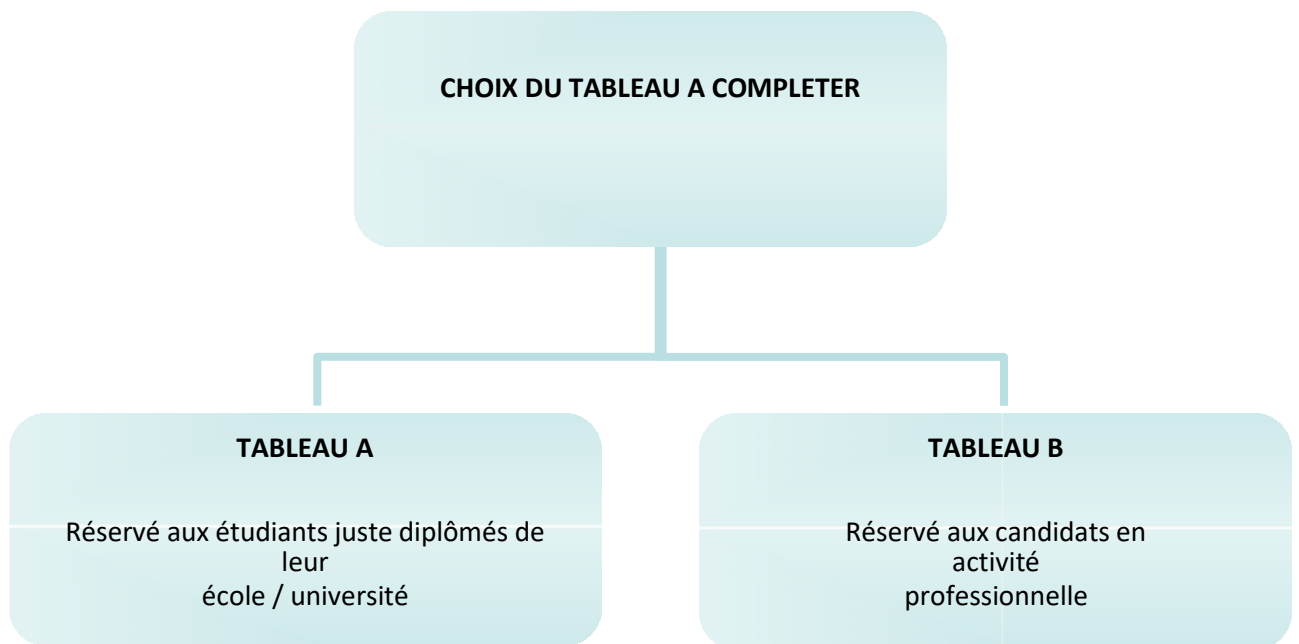 CHOIX DU TABLEAU A COMPLETER
TABLEAU A
Réservé aux étudiants juste diplômés de
leur
école / université
TABLEAU B
Réservé aux candidats en
activité
professionnelle